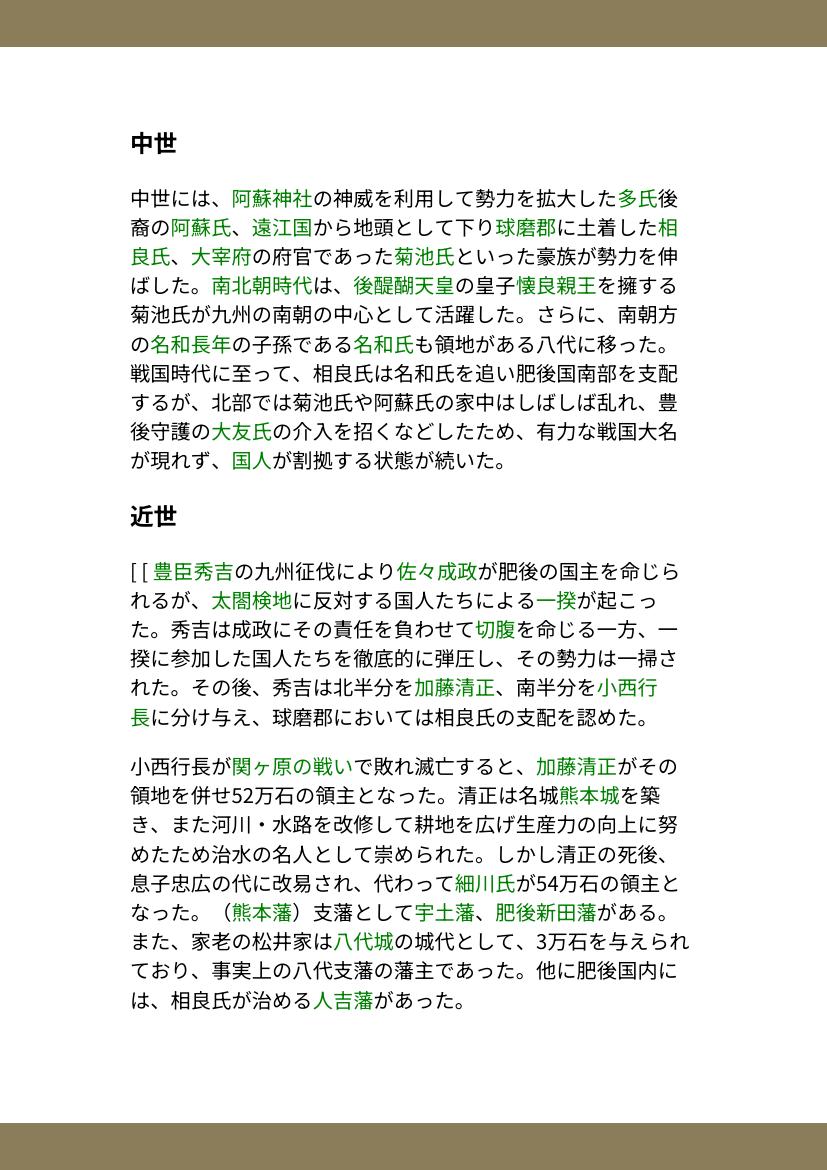 中世
中世には、阿蘇神社の神威を利用して勢力を拡大した多氏後
裔の阿蘇氏、遠江国から地頭として下り球磨郡に土着した相
良氏、大宰府の府官であった菊池氏といった豪族が勢力を伸
ばした。南北朝時代は、後醍醐天皇の皇子懐良親王を擁する
菊池氏が九州の南朝の中心として活躍した。さらに、南朝方
の名和長年の子孫である名和氏も領地がある八代に移った。
戦国時代に至って、相良氏は名和氏を追い肥後国南部を支配
するが、北部では菊池氏や阿蘇氏の家中はしばしば乱れ、豊
後守護の大友氏の介入を招くなどしたため、有力な戦国大名
が現れず、国人が割拠する状態が続いた。
近世
[ [ 豊臣秀吉の九州征伐により佐々成政が肥後の国主を命じら
れるが、太閤検地に反対する国人たちによる一揆が起こっ
た。秀吉は成政にその責任を負わせて切腹を命じる一方、一
揆に参加した国人たちを徹底的に弾圧し、その勢力は一掃さ
れた。その後、秀吉は北半分を加藤清正、南半分を小西行
長に分け与え、球磨郡においては相良氏の支配を認めた。
小西行長が関ヶ原の戦いで敗れ滅亡すると、加藤清正がその
領地を併せ52万石の領主となった。清正は名城熊本城を築
き、また河川・水路を改修して耕地を広げ生産力の向上に努
めたため治水の名人として崇められた。しかし清正の死後、
息子忠広の代に改易され、代わって細川氏が54万石の領主と
なった。（熊本藩）支藩として宇土藩、肥後新田藩がある。
また、家老の松井家は八代城の城代として、3万石を与えられ
ており、事実上の八代支藩の藩主であった。他に肥後国内に
は、相良氏が治める人吉藩があった。